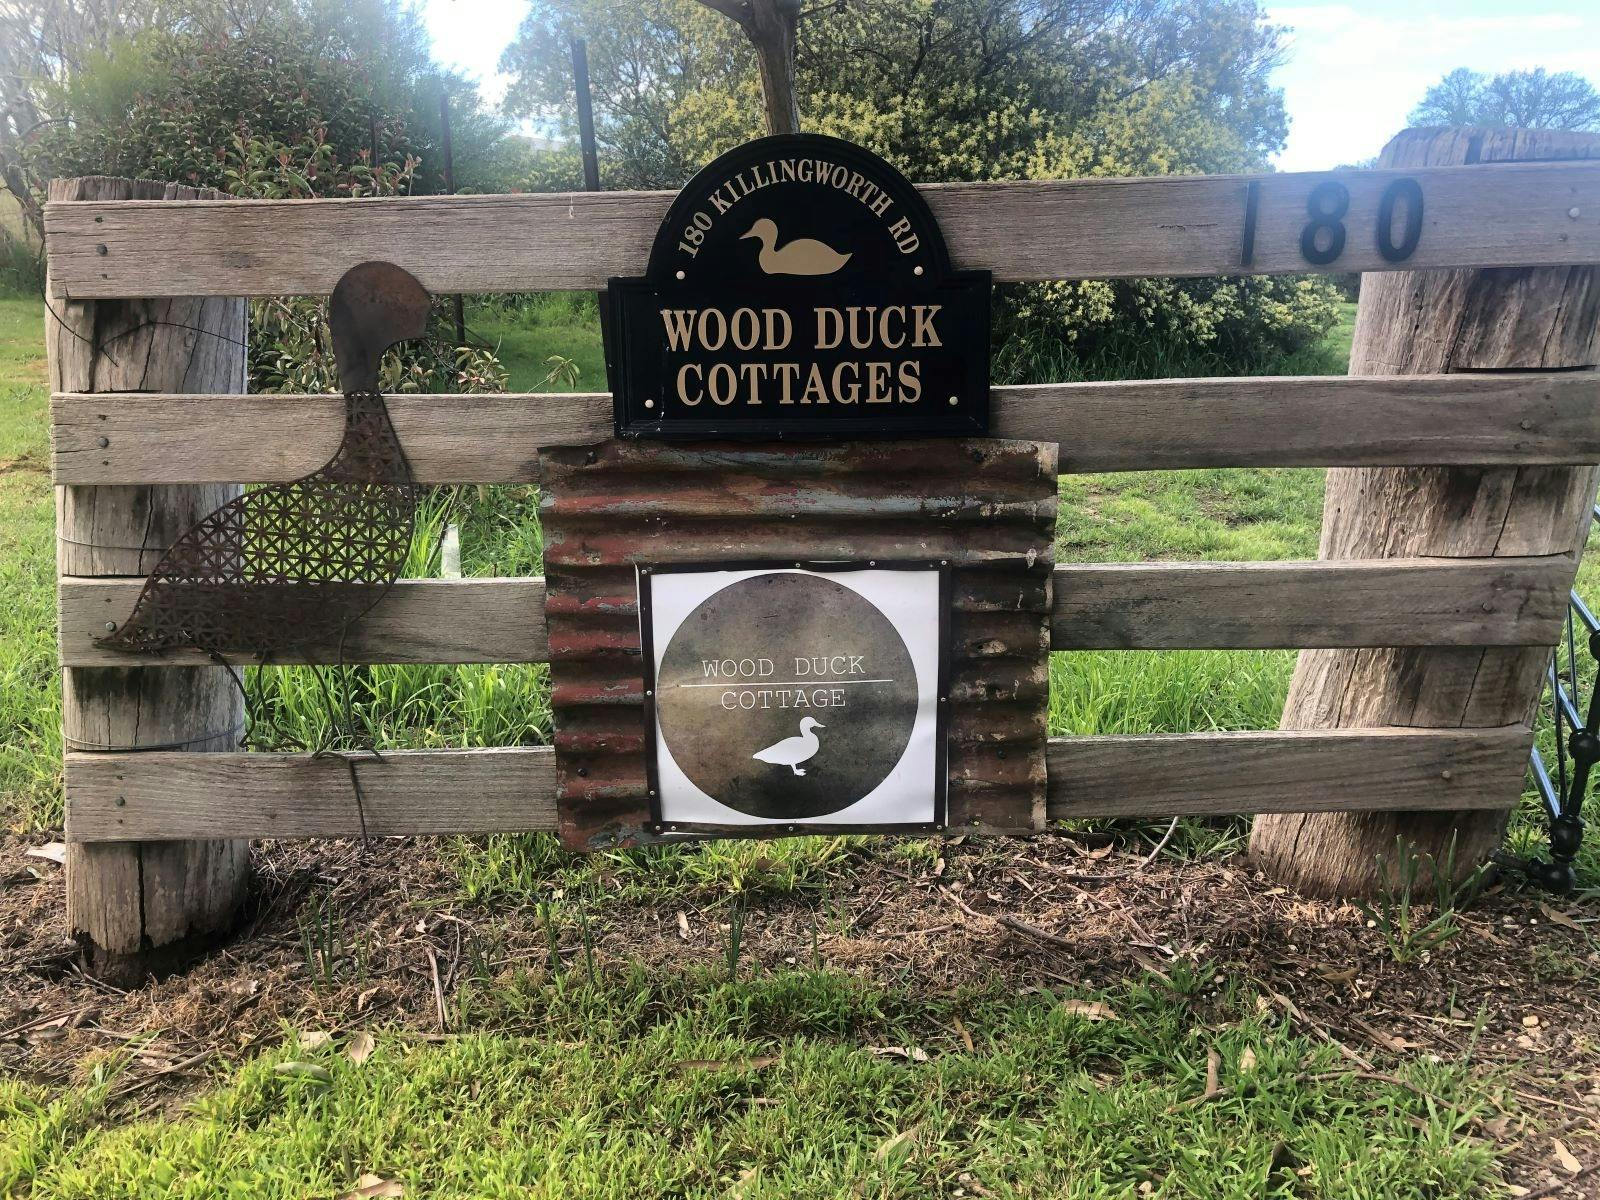 180 KILLINGWORTH RD
180
WOOD DUCK
COTTAGES
WOOD DUCK
COTTAGE